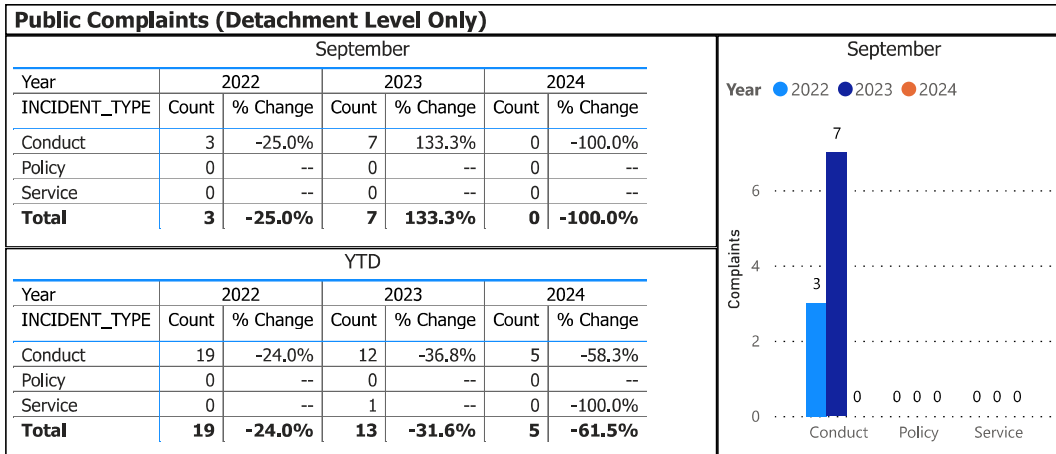 Public Complaints (Detachment Level Only)
September
Year 2022 2023 2024
INCIDENT_TYPE Count % Change Count % Change Count % Change
Conduct 3 -25.0% 7 133.3% 0 -100.0%
Policy 0 -- 0 -- 0 --
Service 0 -- 0 -- 0 --
Total 3 -25.0% 7 133.3% 0 -100.0%
YTD
Year 2022 2023 2024
INCIDENT_TYPE Count % Change Count % Change Count % Change
Conduct 19 -24.0% 12 -36.8% 5 -58.3%
Policy 0 -- 0 -- 0 --
Service 0 -- 1 -- 0 -100.0%
Total 19 -24.0% 13 -31.6% 5 -61.5%
September
Year 2022 2023 2024
Complaints
7
6
4
3
2
0
0 0 0 0 0 0 0
Conduct Policy Service